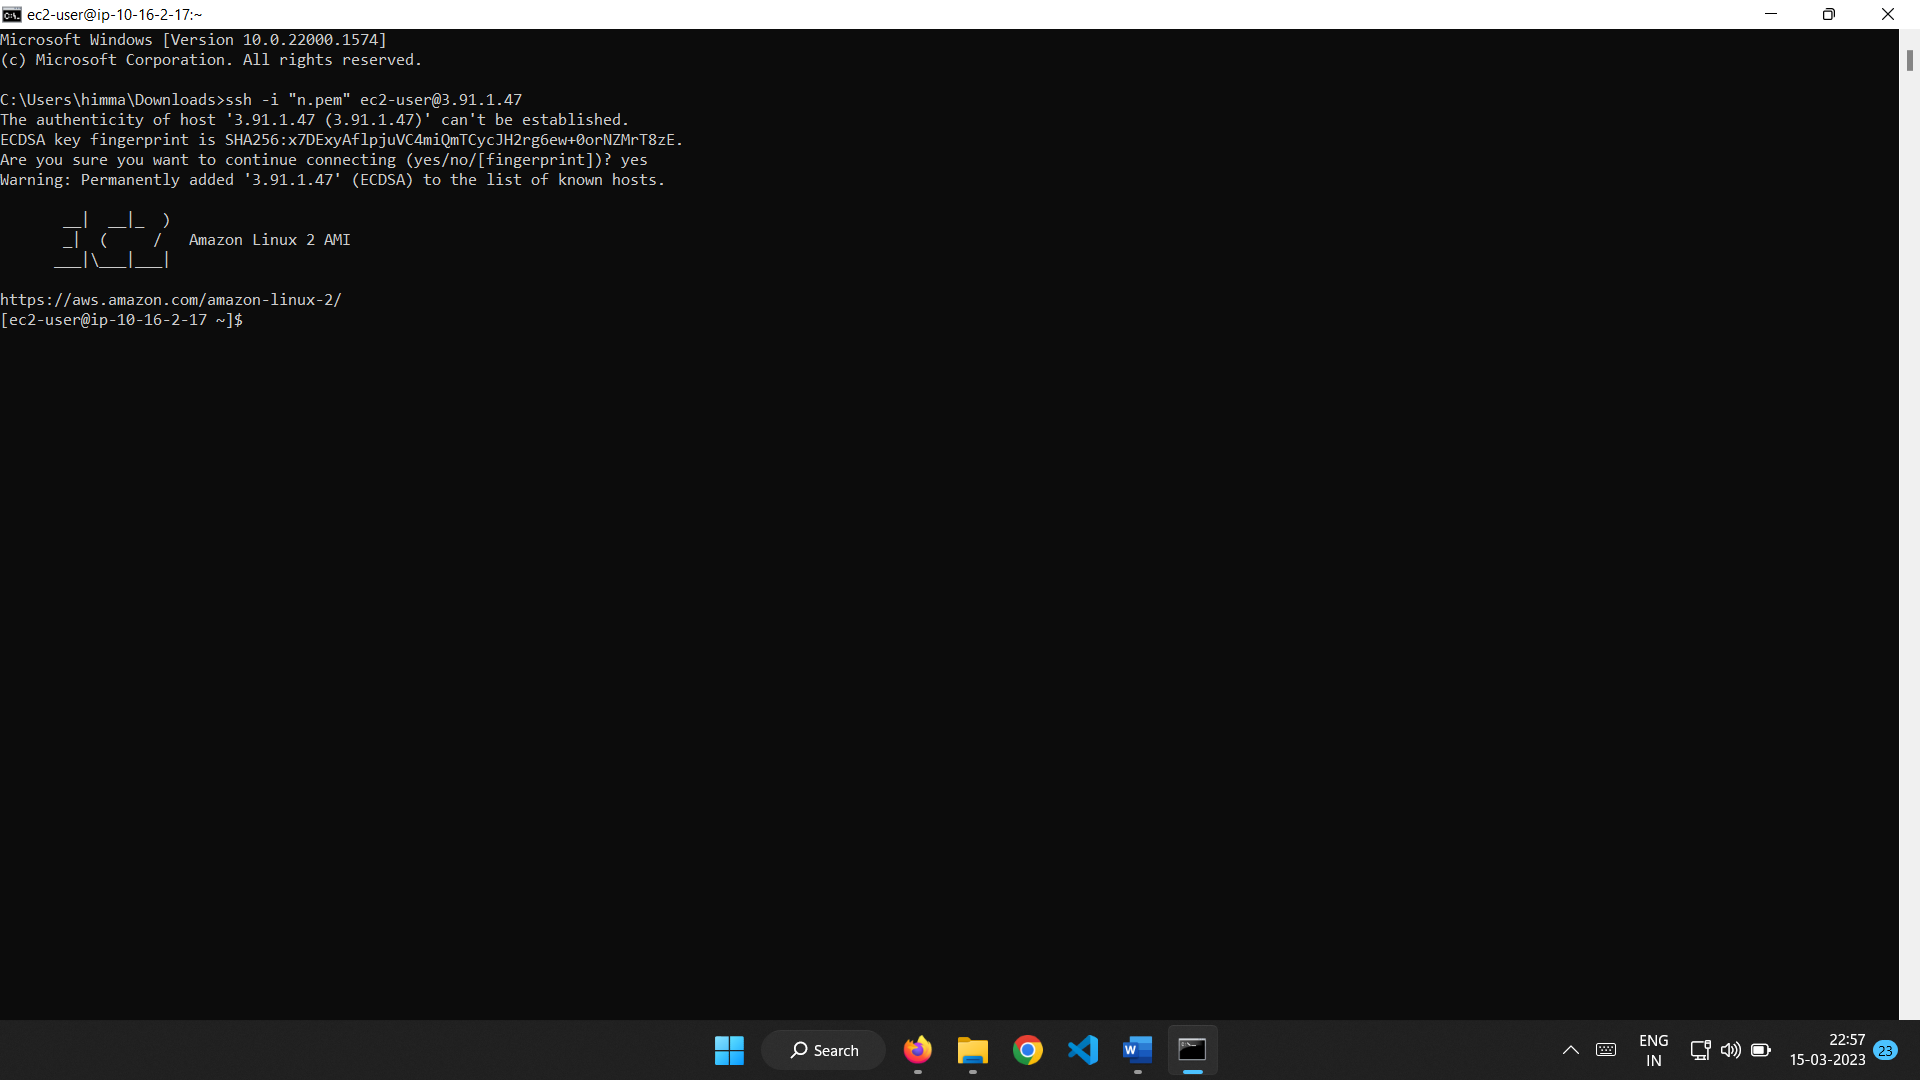 ec2-user@ip-10-16-2-17:~
Microsoft Windows [Version 10.0.22000.1574]
(c) Microsoft Corporation. All rights reserved.
C:\Users\himma\Downloads>ssh -i "n.pem" ec2-user@3.91.1.47
The authenticity of host '3.91.1.47 (3.91.1.47)' can't be established.
ECDSA key fingerprint is SHA256:x7DExyAflpjuVC4miQmTCycJH2rg6ew+0orNZMrT8zE.
Are you sure you want to continue connecting (yes/no/[fingerprint])? yes
Warning: Permanently added '3.91.1.47' (ECDSA) to the list of known hosts.
       __|  __|_  )
       _|  (     /   Amazon Linux 2 AMI
      ___|\___|___|
https://aws.amazon.com/amazon-linux-2/
[ec2-user@ip-10-16-2-17 ~]$
Search
ENG
IN
22:57
15-03-2023
23